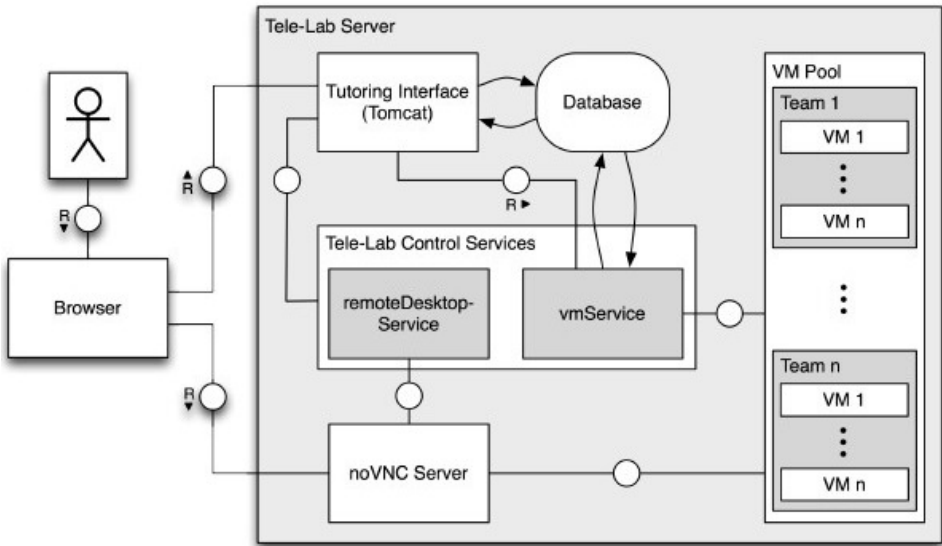 Tele-Lab Server
Tutoring Interface
(Tomcat)
Database
VM Pool
Team 1
VM 1
VM n
R
R
R
Tele-Lab Control Services
Browser
remoteDesktop-
Service
vmService
Team n
VM 1
R
noVNC Server
VM n